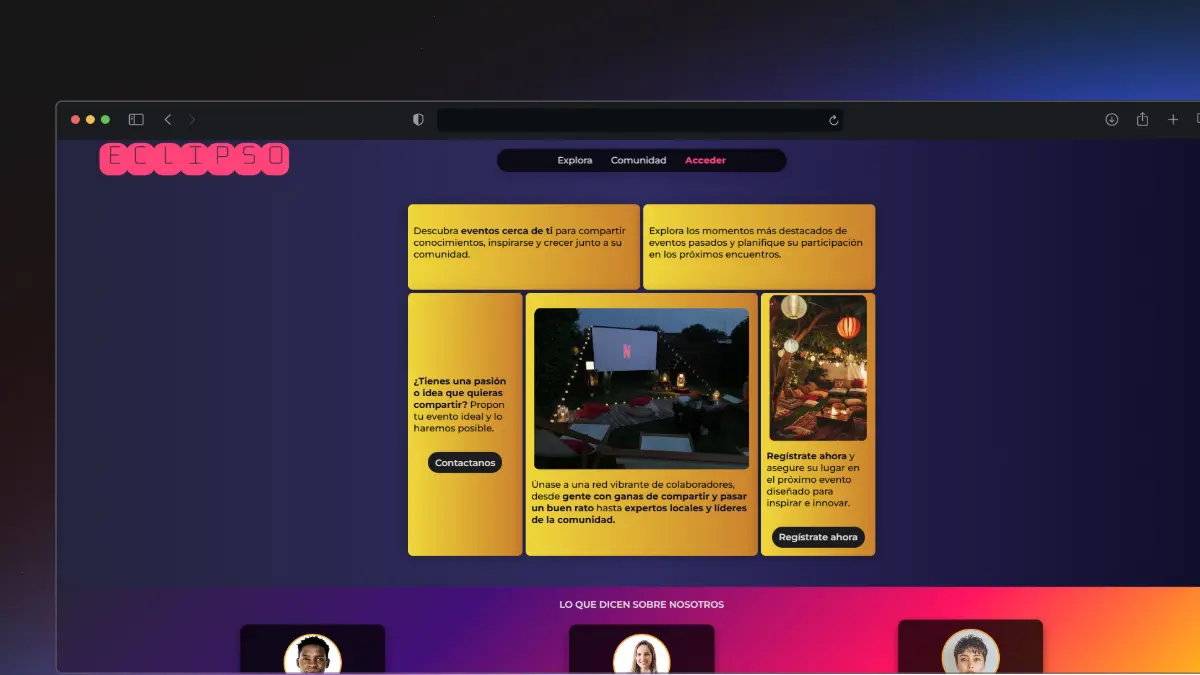 ECLIPSO
Explora Comunidad Acceder
Descubra eventos cerca de ti para compartir
conocimientos, inspirarse y crecer junto a su
comunidad.
Explora los momentos más destacados de
eventos pasados y planifique su participación
en los próximos encuentros.
¿Tienes una pasión
o idea que quieras
compartir? Propon
tu evento ideal y lo
haremos posible.
Contactanos
N
Únase a una red vibrante de colaboradores,
desde gente con ganas de compartir y pasar
un buen rato hasta expertos locales y líderes
de la comunidad.
Regístrate ahora y
asegure su lugar en
el próximo evento
diseñado para
inspirar e innovar.
Regístrate ahora
LO QUE DICEN SOBRE NOSOTROS